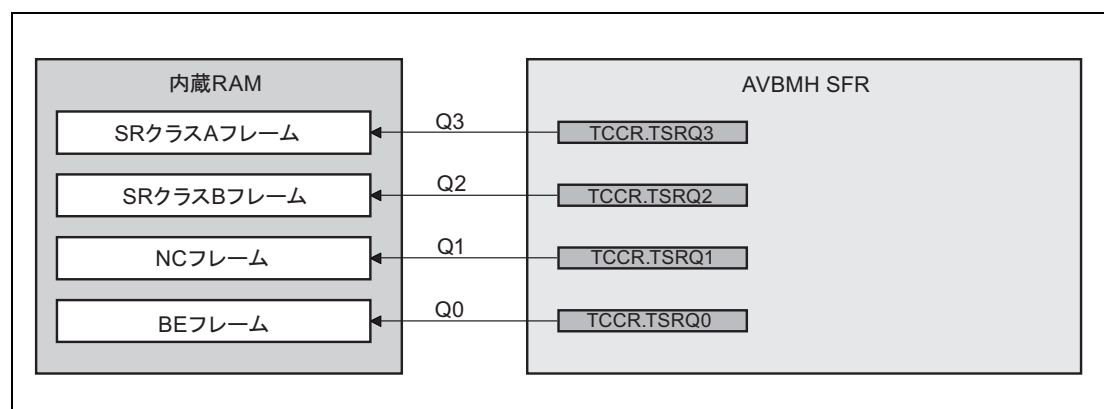 内蔵RAM
AVBMH SFR
SRクラスAフレーム
Q3
TCCR.TSRQ3
SRクラスBフレーム
Q2
TCCR.TSRQ2
NCフレーム
Q1
TCCR.TSRQ1
BEフレーム
Q0
TCCR.TSRQ0